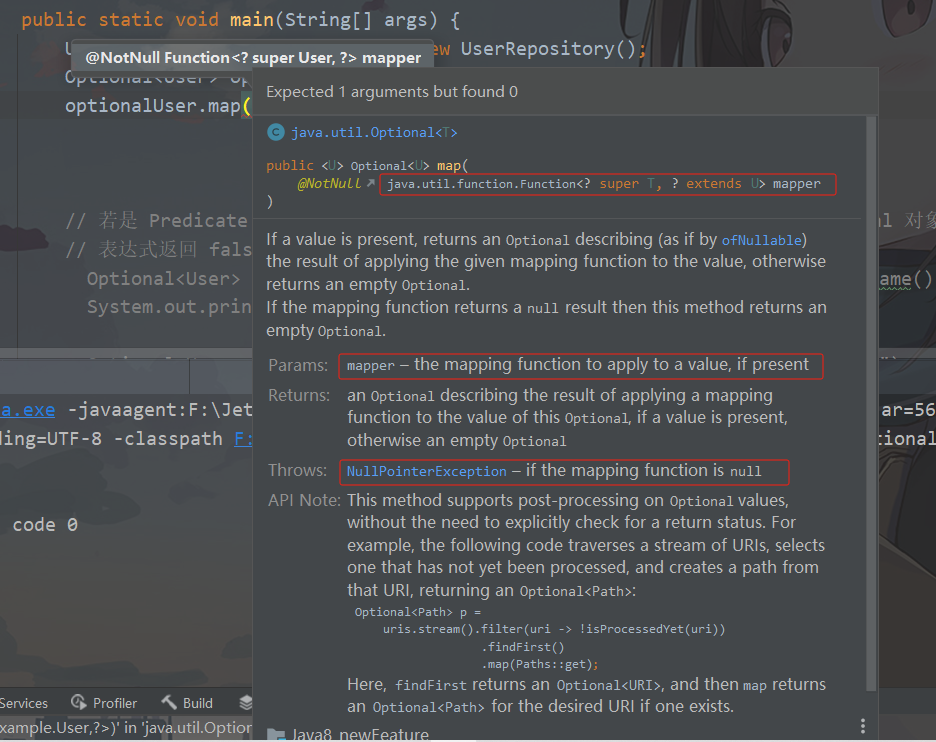 public static void main(String[] args) {
ew UserRepository();
@NotNull Function<? super User, ?> mapper
optionalUser.map(
Expected 1 arguments but found 0
java.util.Optional<T>
public <U> Optional<U> map(
@NotNull java.util.function.Function<? super T, ? extends U> mapper
)
// 若是 Predicate
al 对象
// 表达式返回 fals
If a value is present, returns an Optional describing (as if by ofNullable)
the result of applying the given mapping function to the value, otherwise
returns an empty Optional.
If the mapping function returns a null result then this method returns an
empty Optional.
Optional<User>
ame()
System.out.prin
Params: mapper – the mapping function to apply to a value, if present
Returns: an Optional describing the result of applying a mapping
function to the value of this Optional, if a value is present,
otherwise an empty Optional
a.exe -javaagent:F:\Jet
ar=56
ding=UTF-8 -classpath F:
tional
Throws: NullPointerException – if the mapping function is null
API Note: This method supports post-processing on Optional values,
without the need to explicitly check for a return status. For
example, the following code traverses a stream of URIs, selects
one that has not yet been processed, and creates a path from
that URI, returning an Optional<Path>:
code 0
Optional<Path> p =
uris.stream().filter(uri -> !isProcessedYet(uri))
.findFirst()
.map(Paths::get);
Here, findFirst returns an Optional<URI>, and then map returns
an Optional<Path> for the desired URI if one exists.
Services Profiler Build
xample.User,?>)' in 'java.util.Option
Java8_newFeature